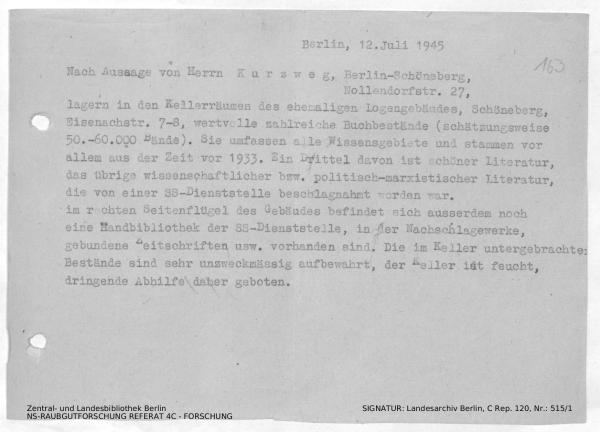 Berlin, 12.Juli 1945
163
Nach Aussage von Herrn K u r z w e g, Berlin-Schöneberg,
Nollendorfstr. 27,
lagern in den Kellerräumen des ehemaligen Logengebäudes, Schöneberg,
Eisenachstr. 7-8, wertvolle zahlreiche Buchbestände (schätzungsweise
50.-60.000 Bände). Sie umfassen alle Wissensgebiete und stammen vor
allem aus der Zeit vor 1933. Ein Drittel davon ist schöner Literatur,
das übrige wissenschaftlicher bzw. politisch-marxistischer Literatur,
die von einer SS-Dienststelle beschlagnahmt worden war.
im rechten Seitenflügel des Gebäudes befindet sich ausserdem noch
eine Handbibliothek der SS-Dienststelle, in der Nachschlagewerke,
gebundene Zeitschriften usw. vorhanden sind. Die im Keller untergebrachten
Bestände sind sehr unzweckmässig aufbewahrt, der Keller ist feucht,
dringende Abhilfe daher geboten.
Zentral- und Landesbibliothek Berlin
NS-RAUBGUTFORSCHUNG REFERAT 4C - FORSCHUNG
SIGNATUR: Landesarchiv Berlin, C Rep. 120, Nr.: 515/1